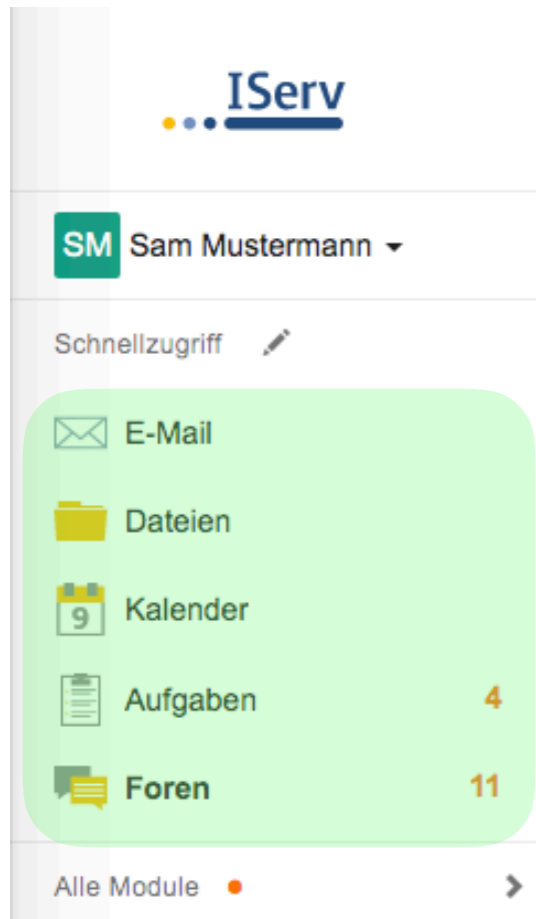 IServ
SM Sam Mustermann
Schnellzugriff
E-Mail
Dateien
9 Kalender
Aufgaben 4
Foren 11
Alle Module